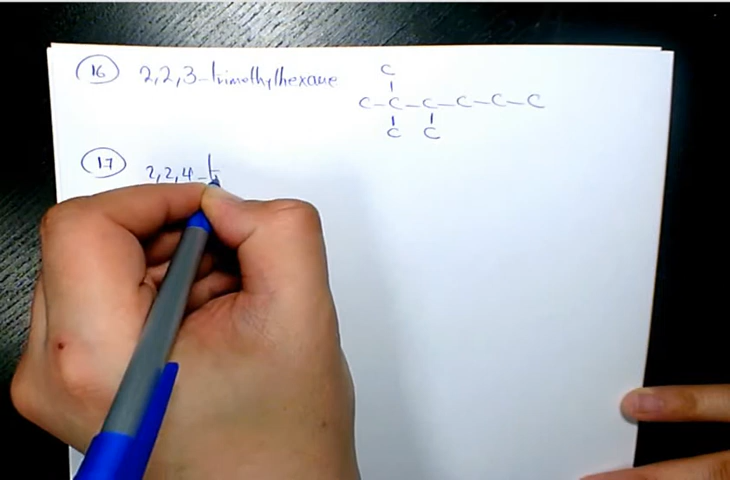 16 2,2,3-trimethylhexane
C
C-C-C-C-C-C
C C
17 2,2,4-t